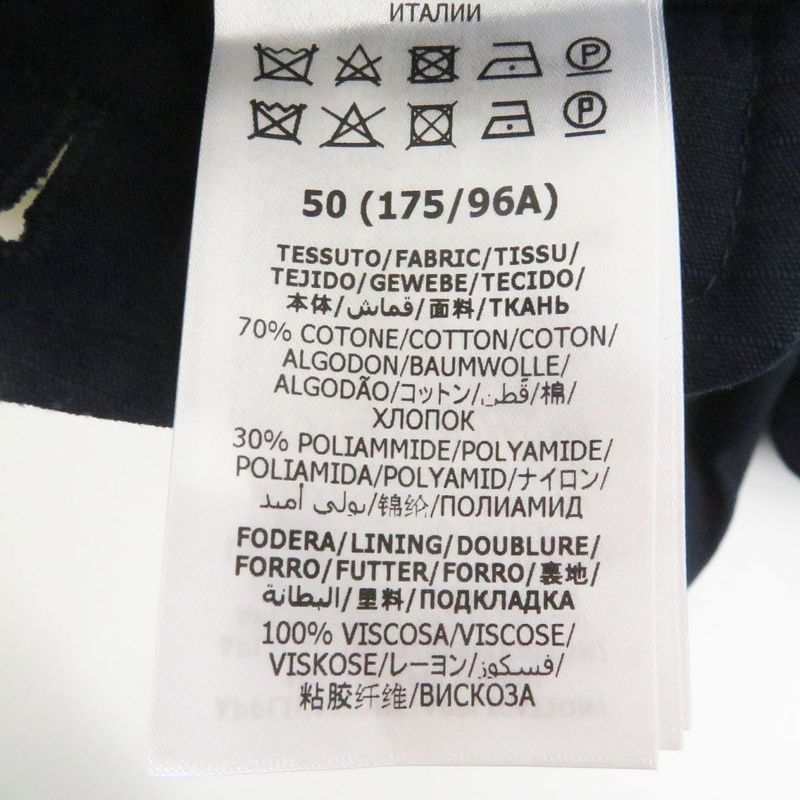 ИТАЛИИ
P
P
50 (175/96A)
TESSUTO/FABRIC/TISSU/
TEJIDO/GEWEBE/TECIDO/
本体/قماش/面料/ТКАНЬ
70% COTONE/COTTON/COTON/
ALGODON/BAUMWOLLE/
ALGODÃO/コットン/قُطن/棉/
ХЛОПОК
30% POLIAMMIDE/POLYAMIDE/
POLIAMIDA/POLYAMID/ナイロン/
بولي أميد/锦纶/ПОЛИАМИД
FODERA/LINING/DOUBLURE/
FORRO/FUTTER/FORRO/裏地/
البطانة/塑料/ПОДКЛАДКА
100% VISCOSA/VISCOSE/
VISKOSE/レーヨン/فسكوز/
粘胶纤维/ВИСКОЗА